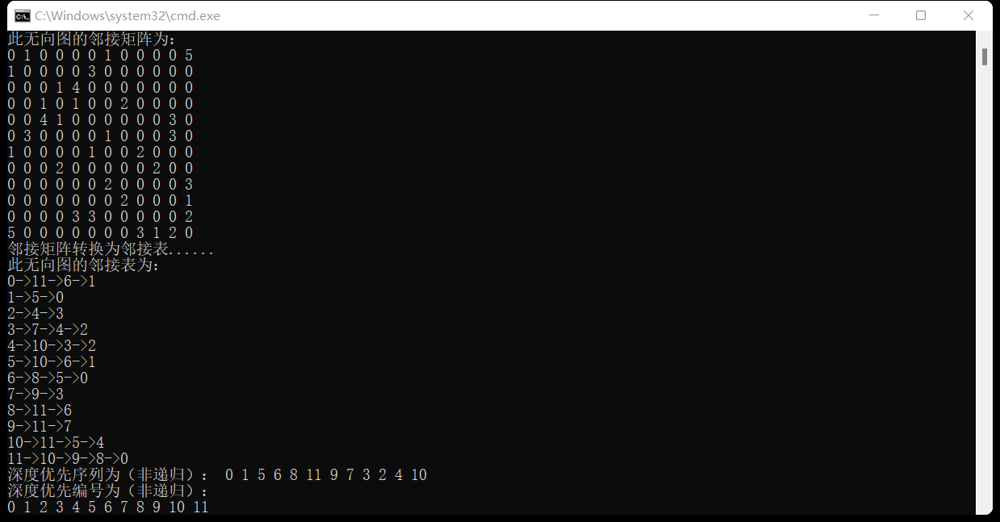 C:\Windows\system32\cmd.exe
此无向图的邻接矩阵为:
0 1 0 0 0 0 1 0 0 0 0 5
1 0 0 0 0 3 0 0 0 0 0 0
0 0 0 1 4 0 0 0 0 0 0 0
0 0 1 0 1 0 0 2 0 0 0 0
0 0 4 1 0 0 0 0 0 0 3 0
0 3 0 0 0 0 1 0 0 0 3 0
1 0 0 0 0 1 0 0 2 0 0 0
0 0 0 2 0 0 0 0 0 2 0 0
0 0 0 0 0 0 2 0 0 0 0 3
0 0 0 0 0 0 0 2 0 0 0 1
0 0 0 0 3 3 0 0 0 0 0 2
5 0 0 0 0 0 0 0 3 1 2 0
邻接矩阵转换为邻接表......
此无向图的邻接表为:
0->11->6->1
1->5->0
2->4->3
3->7->4->2
4->10->3->2
5->10->6->1
6->8->5->0
7->9->3
8->11->6
9->11->7
10->11->5->4
11->10->9->8->0
深度优先序列为（非递归）： 0 1 5 6 8 11 9 7 3 2 4 10
深度优先编号为（非递归）：
0 1 2 3 4 5 6 7 8 9 10 11